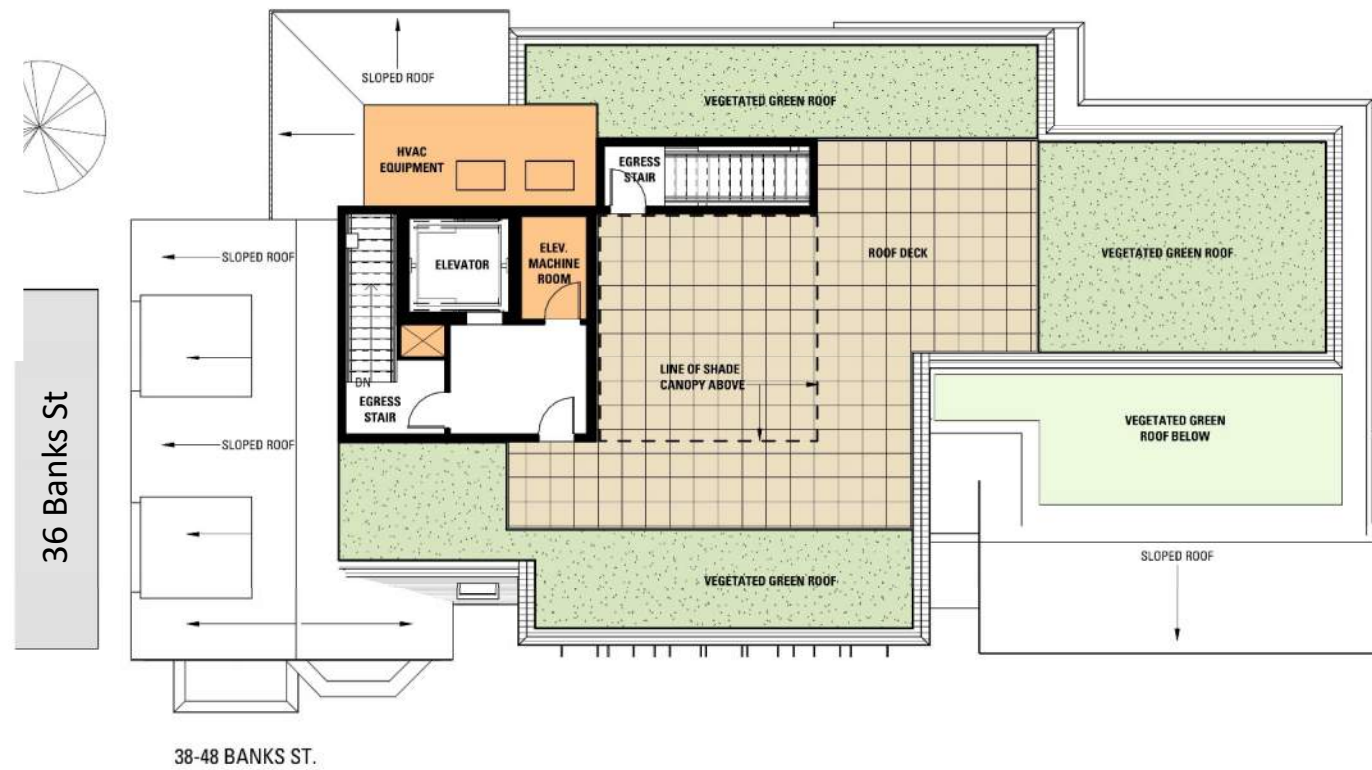 SLOPED ROOF
VEGETATED GREEN ROOF
HVAC
EQUIPMENT
EGRESS
STAIR
SLOPED ROOF
ELEVATOR
ELEV.
MACHINE
ROOM
ROOF DECK
VEGETATED GREEN ROOF
LINE OF SHADE
CANOPY ABOVE
DN
EGRESS
STAIR
36 Banks St
SLOPED ROOF
VEGETATED GREEN
ROOF BELOW
SLOPED ROOF
VEGETATED GREEN ROOF
38-48 BANKS ST.